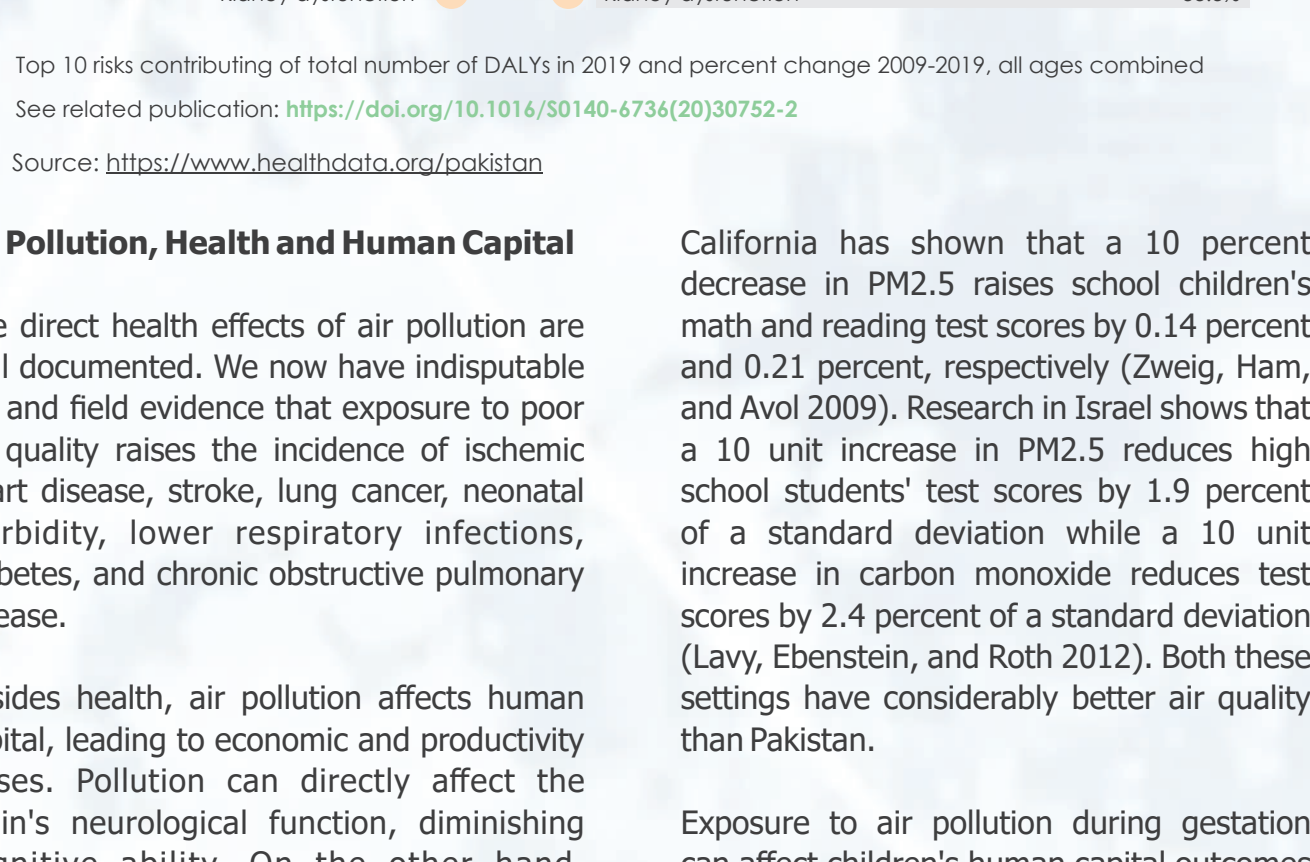 Top 10 risks contributing of total number of DALYs in 2019 and percent change 2009-2019, all ages combined
See related publication: https://doi.org/10.1016/S0140-6736(20)30752-2
Source: https://www.healthdata.org/pakistan
Pollution, Health and Human Capital
direct health effects of air pollution are
documented. We now have indisputable
and field evidence that exposure to poor
quality raises the incidence of ischemic
disease, stroke, lung cancer, neonatal
lower respiratory infections,
and chronic obstructive pulmonary
health, air pollution affects human
leading to economic and productivity
Pollution can directly affect the
neurological function, diminishing
ability. On the other hand,
California has shown that a 10 percent
decrease in PM2.5 raises school children's
math and reading test scores by 0.14 percent
and 0.21 percent, respectively (Zweig, Ham,
and Avol 2009). Research in Israel shows that
a 10 unit increase in PM2.5 reduces high
school students' test scores by 1.9 percent
of a standard deviation while a 10 unit
increase in carbon monoxide reduces test
scores by 2.4 percent of a standard deviation
(Lavy, Ebenstein, and Roth 2012). Both these
settings have considerably better air quality
than Pakistan.
Exposure to air pollution during gestation
can affect children's human capital outcomes